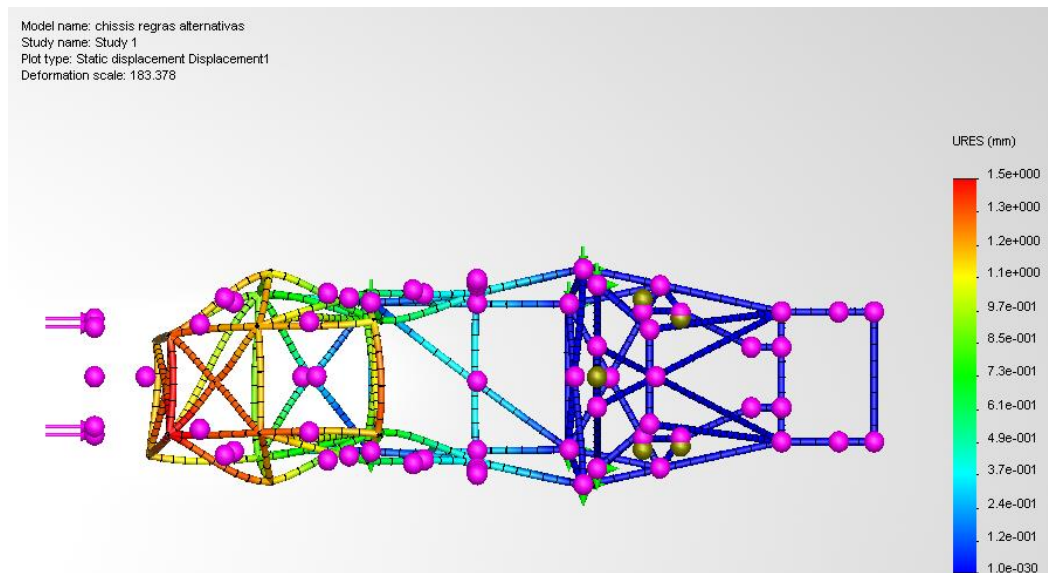 Model name: chissis regras alternativas
Study name: Study 1
Plot type: Static displacement Displacement1
Deformation scale: 183.378
URES (mm)
1.5e+000
1.3e+000
1.2e+000
1.1e+000
9.7e-001
8.5e-001
7.3e-001
6.1e-001
4.9e-001
3.7e-001
2.4e-001
1.2e-001
1.0e-030